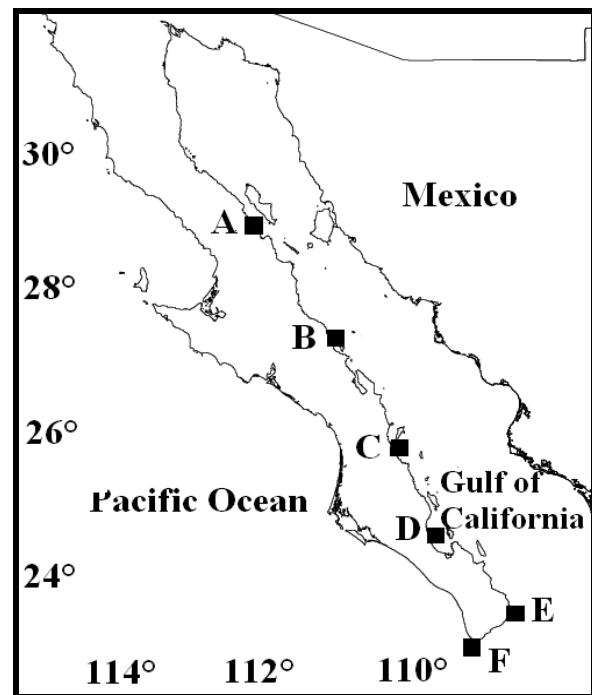 30°
Mexico
A
28°
B
26°
C
Pacific Ocean
Gulf of
California
D
24°
E
F
114° 112° 110°